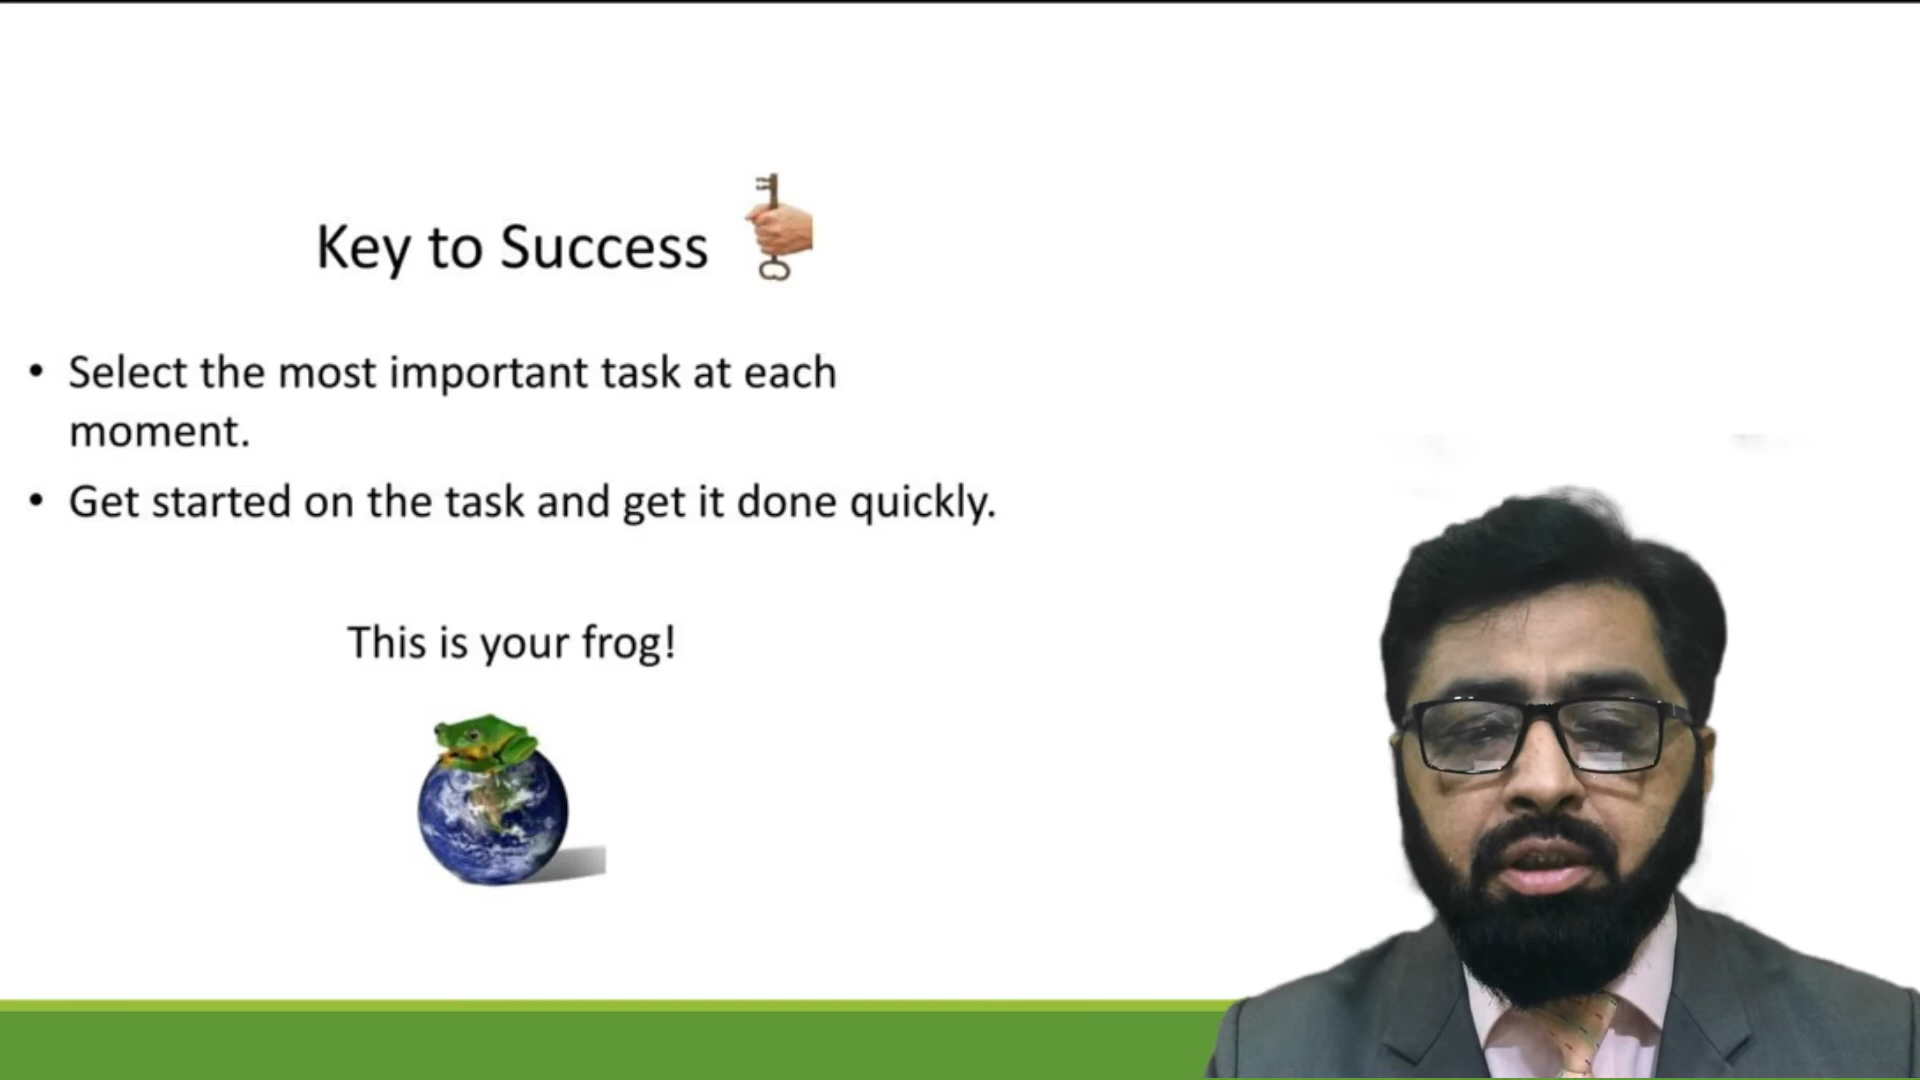 Key to Success
• Select the most important task at each
moment.
• Get started on the task and get it done quickly.
This is your frog!